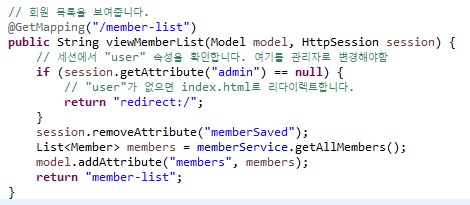 // 회원 목록을 보여줍니다.
@GetMapping("/member-list")
public String viewMemberList(Model model, HttpSession session) {
    // 세션에서 "user" 속성을 확인합니다. 여기를 관리자로 변경해야함
    if (session.getAttribute("admin") == null) {
        // "user"가 없으면 index.html로 리다이렉트합니다.
        return "redirect:/";
    }
    session.removeAttribute("memberSaved");
    List<Member> members = memberService.getAllMembers();
    model.addAttribute("members", members);
    return "member-list";
}